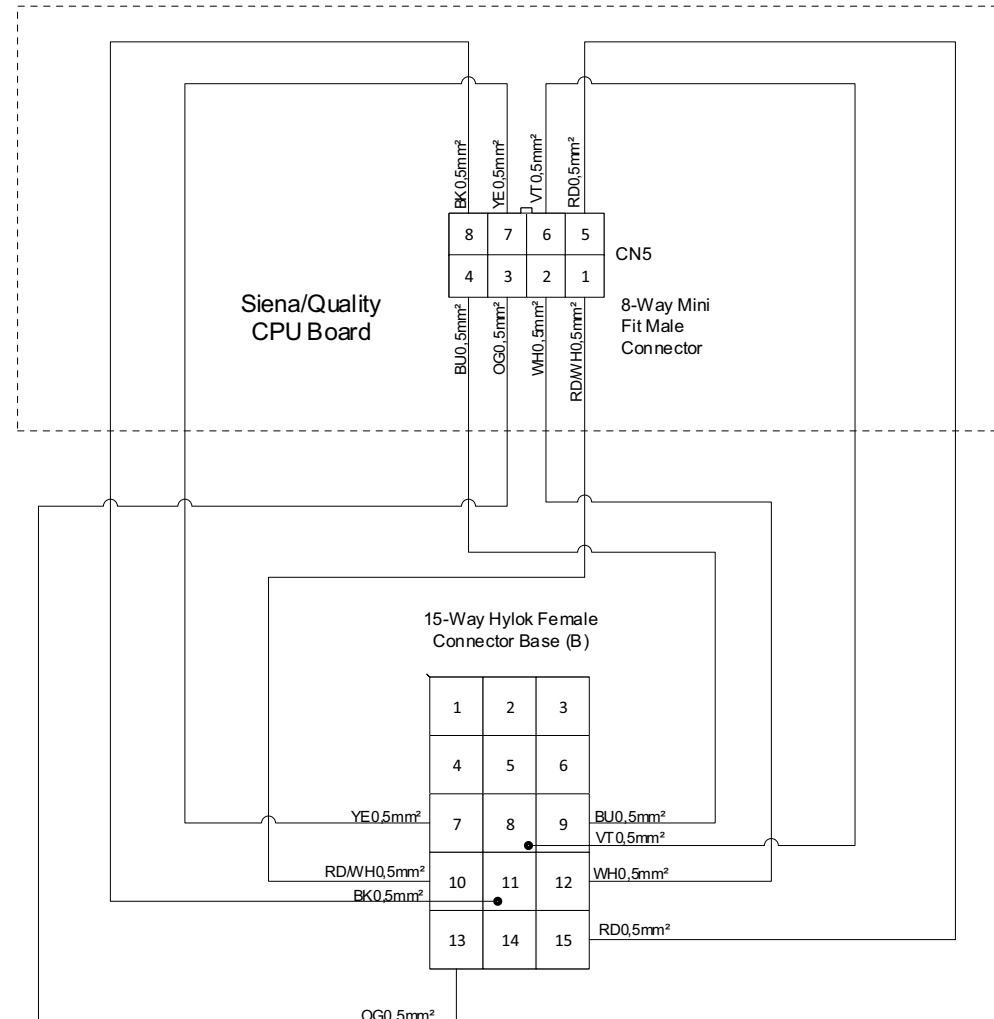 BK0,5mm²
YE0,5mm²
VT0,5mm²
RD0,5mm²
8 7 6 5
CN5
4 3 2 1
Siena/Quality
CPU Board
8-Way Mini
Fit Male
Connector
BU0,5mm²
OG0,5mm²
WH0,5mm²
RD/WH0,5mm²
15-Way Hylok Female
Connector Base (B)
1 2 3
4 5 6
YE0,5mm² 7 8 9 BU0,5mm²
VT0,5mm²
RD/WH0,5mm² 10 11 12 WH0,5mm²
BK0,5mm²
13 14 15 RD0,5mm²
OG0,5mm²